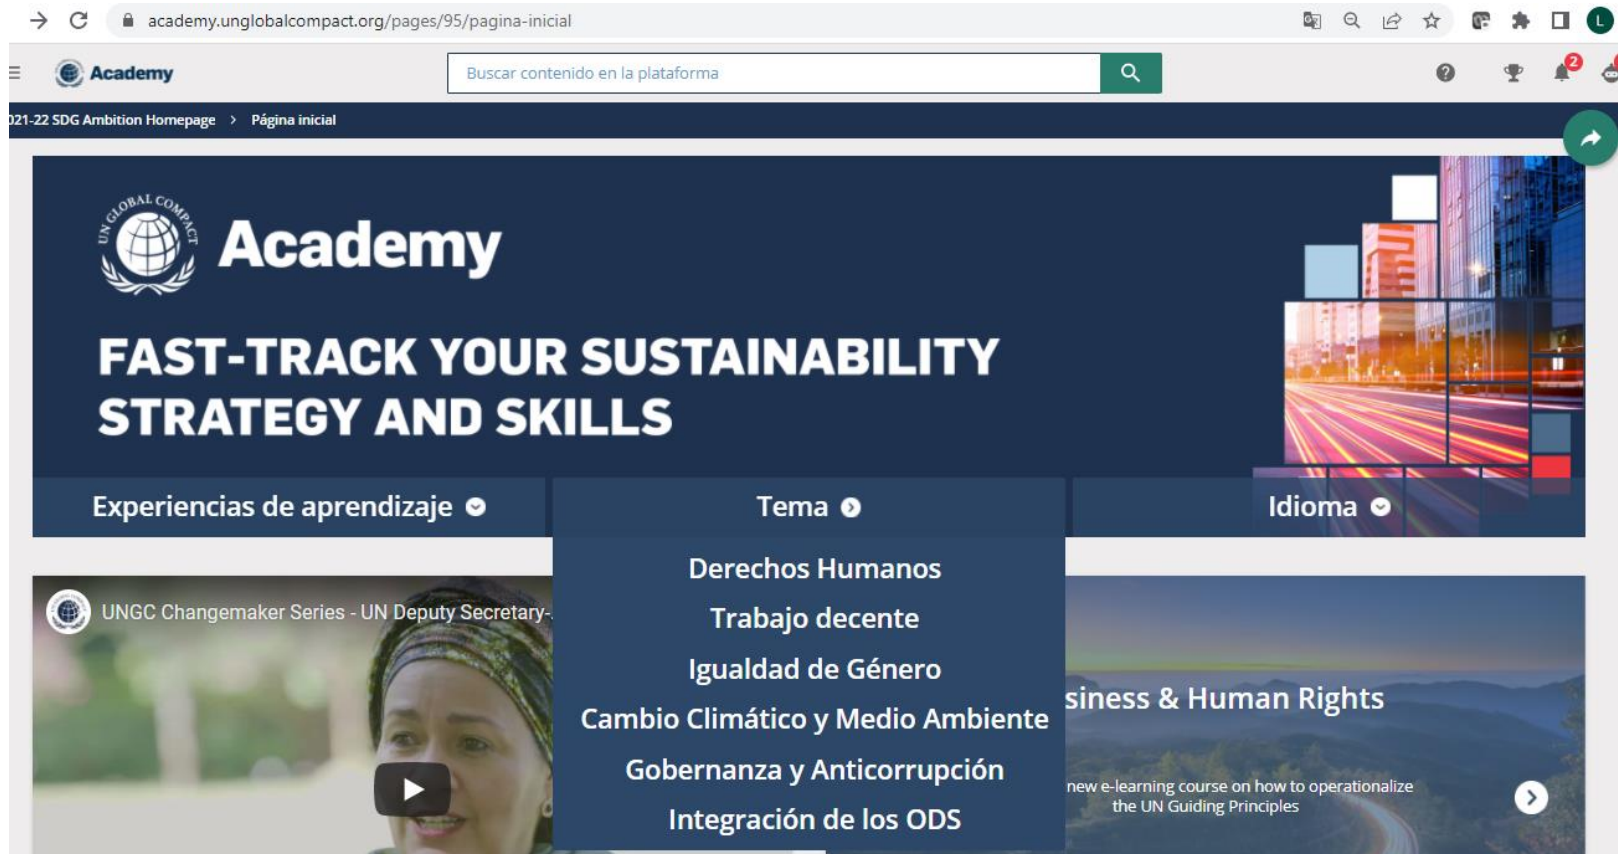 academy.unglobalcompact.org/pages/95/pagina-inicial
L
Academy
Buscar contenido en la plataforma
2
021-22 SDG Ambition Homepage > Página inicial
UN GLOBAL COMPACT
Academy
FAST-TRACK YOUR SUSTAINABILITY
STRATEGY AND SKILLS
Experiencias de aprendizaje
Tema
Idioma
Derechos Humanos
Trabajo decente
Igualdad de Género
Cambio Climático y Medio Ambiente
Gobernanza y Anticorrupción
Integración de los ODS
UNGC Changemaker Series - UN Deputy Secretary-...
siness & Human Rights
new e-learning course on how to operationalize
the UN Guiding Principles